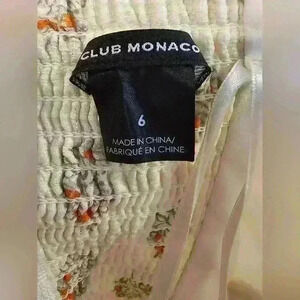 CLUB MONACO
6
MADE IN CHINA/
FABRIQUÉ EN CHINE